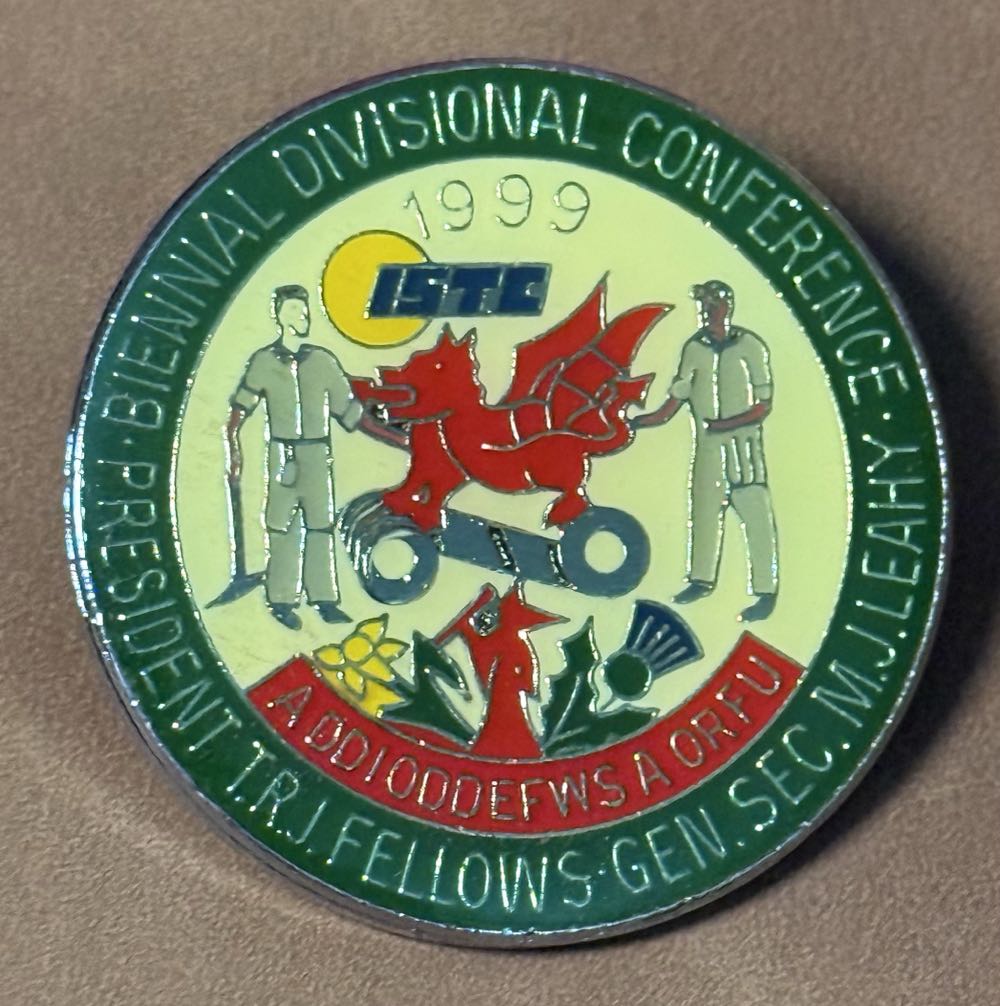 B·BIENNIAL DIVISIONAL CONFERENCE·
PRESIDENT.T.R.J.FELLOWS·GEN.SEC.M.J.LEAHY·
1999
ISTC
A DDIODDEFWS A ORFU